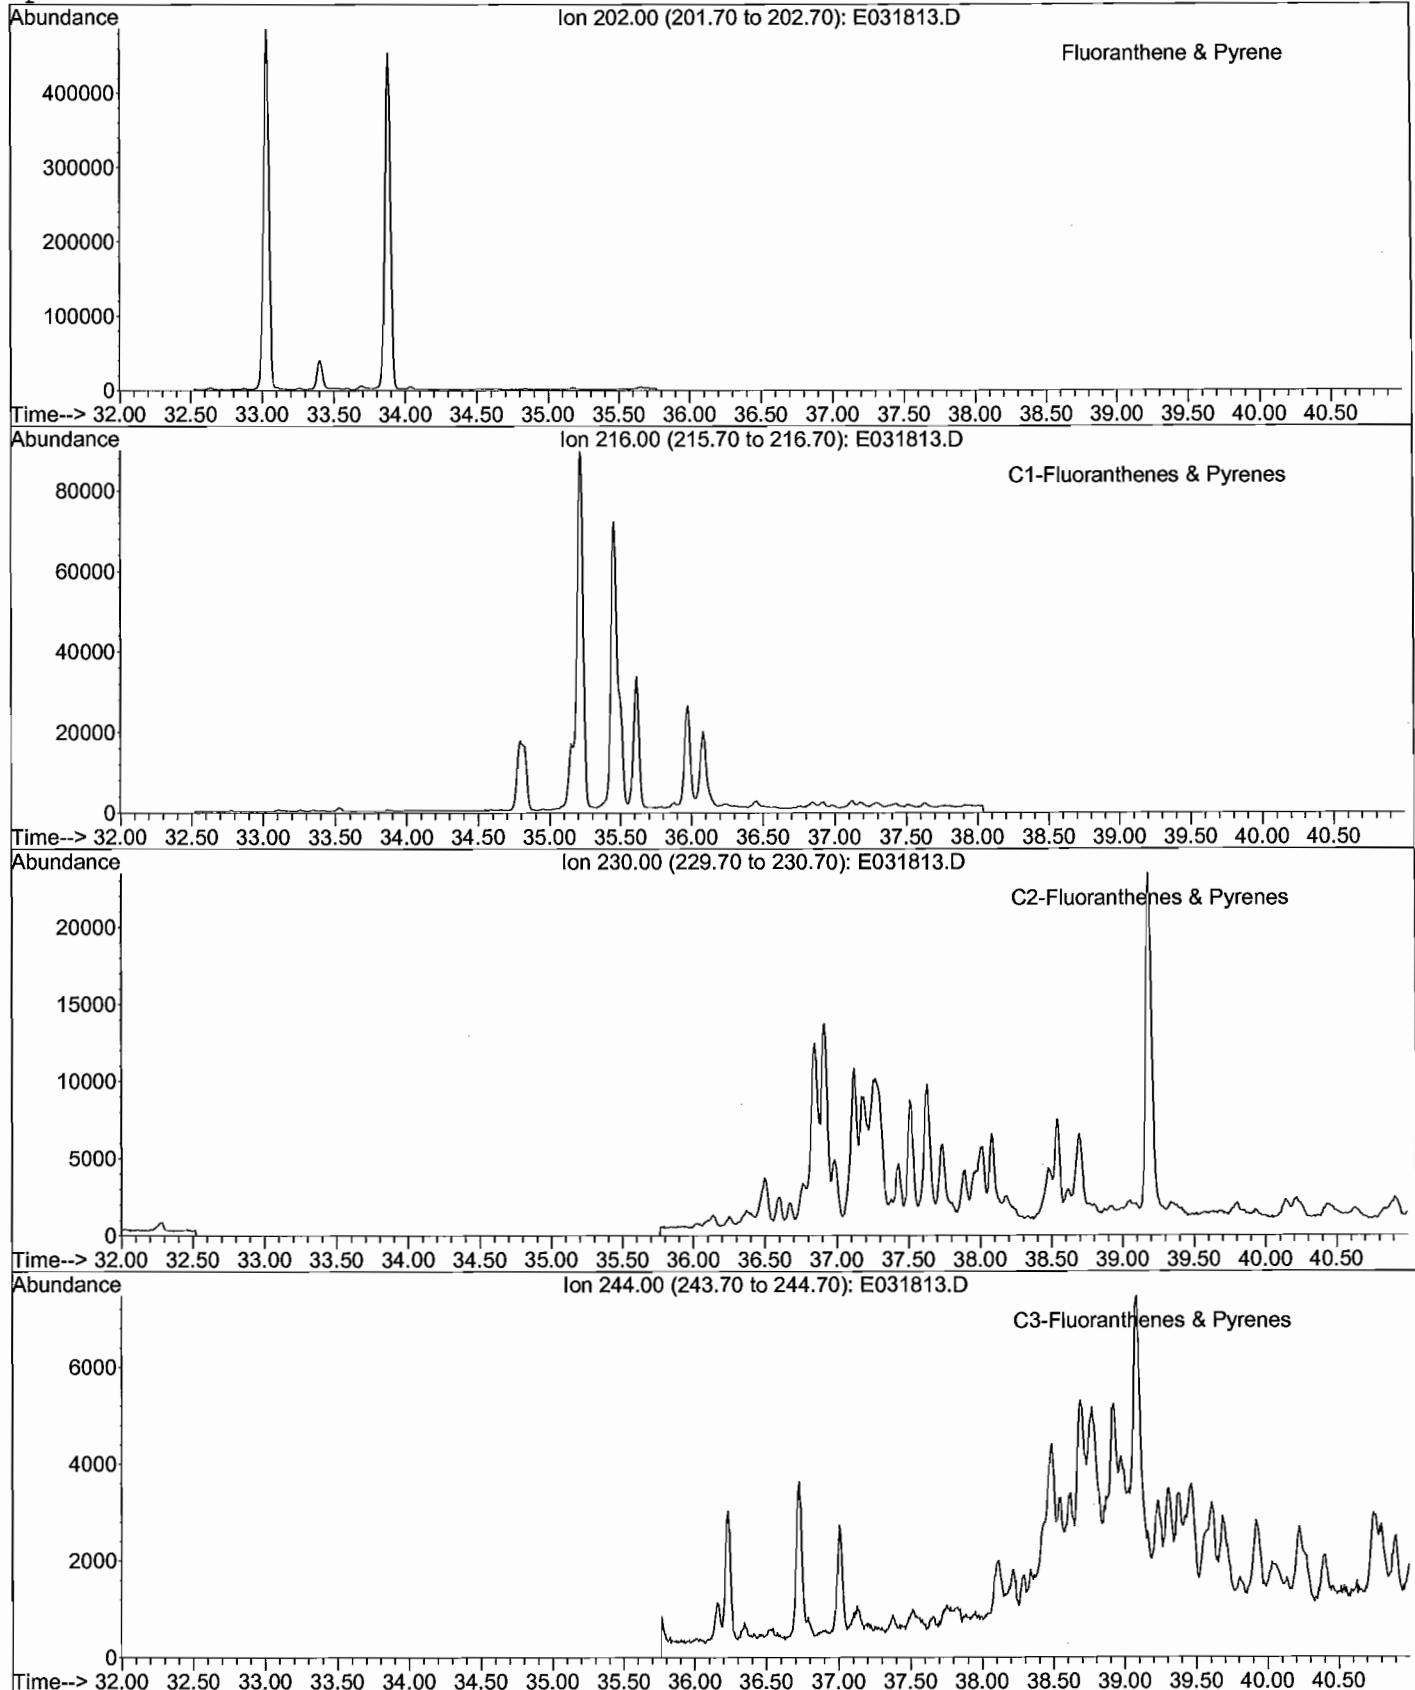 Abundance
Ion 202.00 (201.70 to 202.70): E031813.D
Fluoranthene & Pyrene
400000
300000
200000
100000
0
Time--> 32.00 32.50 33.00 33.50 34.00 34.50 35.00 35.50 36.00 36.50 37.00 37.50 38.00 38.50 39.00 39.50 40.00 40.50
Abundance
Ion 216.00 (215.70 to 216.70): E031813.D
C1-Fluoranthenes & Pyrenes
80000
60000
40000
20000
0
Time--> 32.00 32.50 33.00 33.50 34.00 34.50 35.00 35.50 36.00 36.50 37.00 37.50 38.00 38.50 39.00 39.50 40.00 40.50
Abundance
Ion 230.00 (229.70 to 230.70): E031813.D
C2-Fluoranthenes & Pyrenes
20000
15000
10000
5000
0
Time--> 32.00 32.50 33.00 33.50 34.00 34.50 35.00 35.50 36.00 36.50 37.00 37.50 38.00 38.50 39.00 39.50 40.00 40.50
Abundance
Ion 244.00 (243.70 to 244.70): E031813.D
C3-Fluoranthenes & Pyrenes
6000
4000
2000
0
Time--> 32.00 32.50 33.00 33.50 34.00 34.50 35.00 35.50 36.00 36.50 37.00 37.50 38.00 38.50 39.00 39.50 40.00 40.50